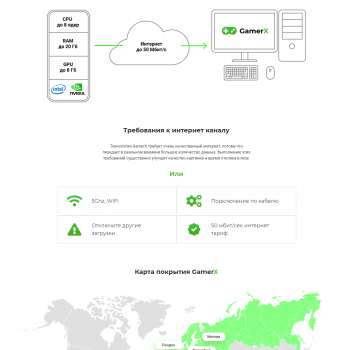 CPU
до 8 ядер
RAM
до 20 Гб
GPU
до 8 Гб
intel
NVIDIA.
Интернет
до 50 Мбит/с
GamerX
Требования к интернет каналу
Технология GamerX требует очень качественный интернет, потому что
передает в реальном времени большое количество данных. Выполнение этих
требований существенно улучшит качество картинки и время отклика в игре.
Или
5Ghz, WiFi
Подключение по кабелю
Отключите другие
загрузки
50 мбит/сек интернет
тариф
Карта покрытия GamerX
Москва
Лондон